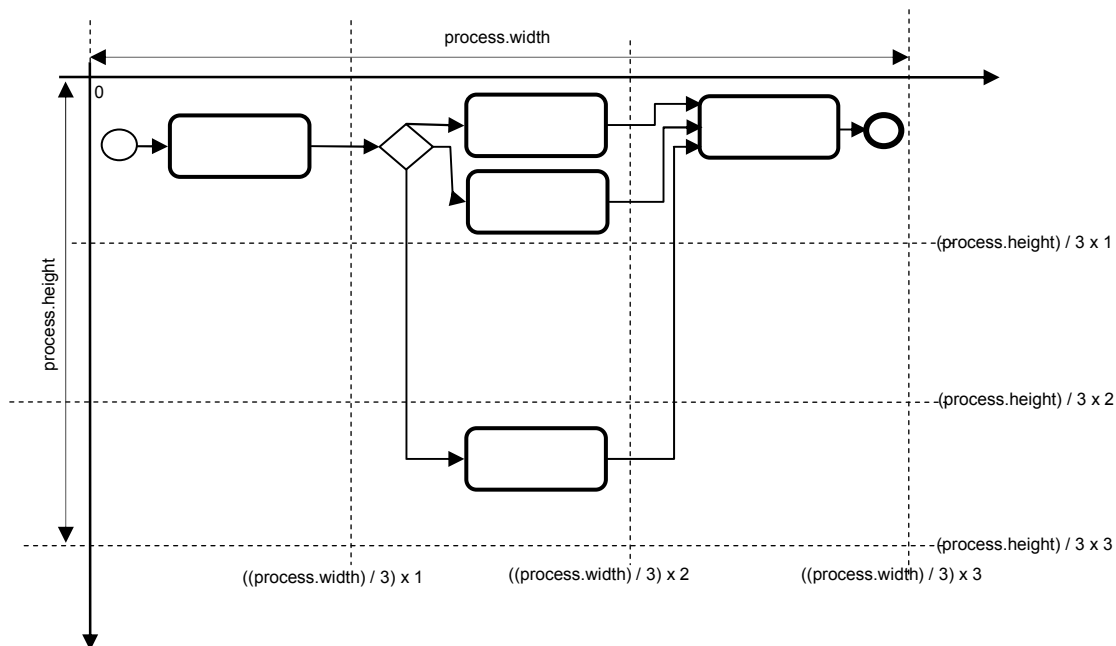 process.width
0
(process.height) / 3 x 1
process.height
(process.height) / 3 x 2
(process.height) / 3 x 3
((process.width) / 3) x 1
((process.width) / 3) x 2
((process.width) / 3) x 3